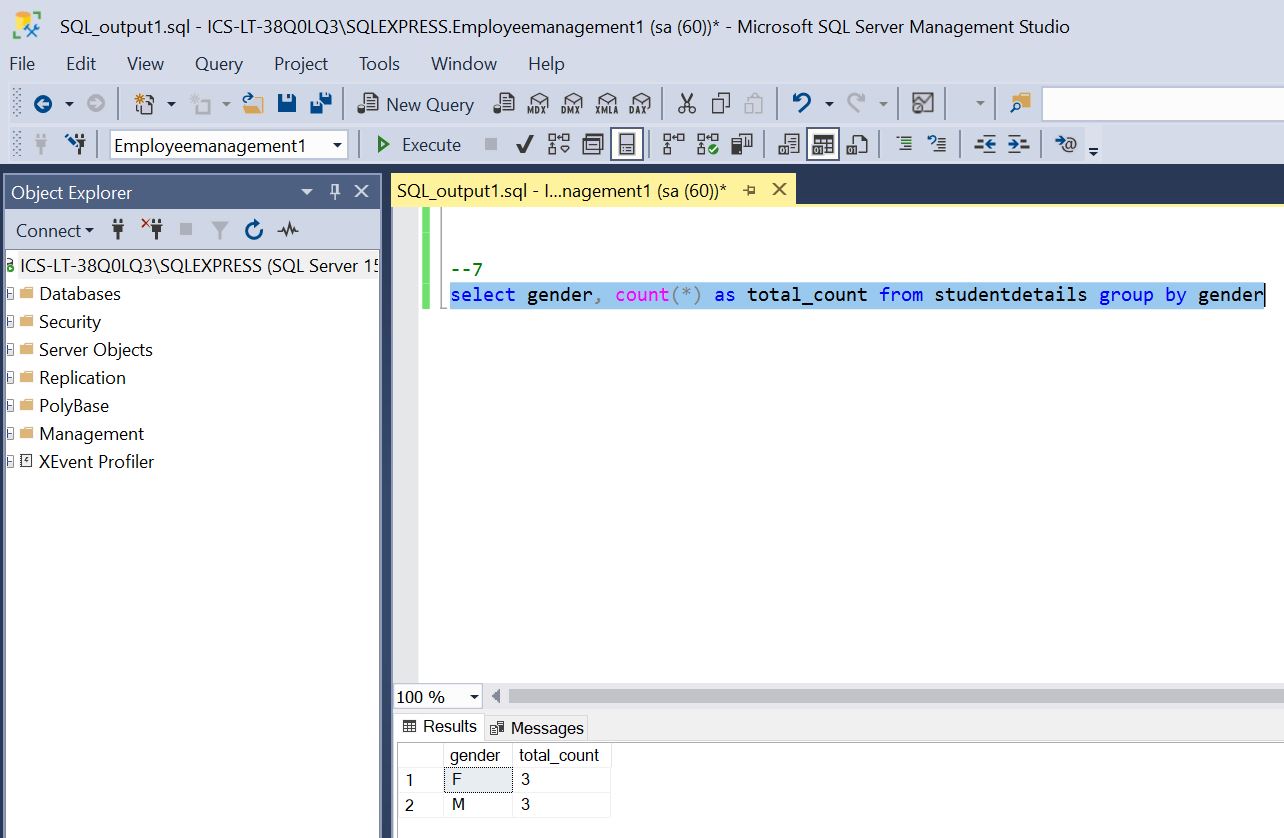 SQL_output1.sql - ICS-LT-38Q0LQ3\SQLEXPRESS.Employeemanagement1 (sa (60))* - Microsoft SQL Server Management Studio
File Edit View Query Project Tools Window Help
New Query MDX DMX XMLA DAX
Employeemanagement1 Execute
Object Explorer
SQL_output1.sql - I...nagement1 (sa (60))*
Connect
ICS-LT-38Q0LQ3\SQLEXPRESS (SQL Server 15
Databases
Security
Server Objects
Replication
PolyBase
Management
XEvent Profiler
--7
select gender, count(*) as total_count from studentdetails group by gender
100 %
Results Messages
gender total_count
1 F 3
2 M 3